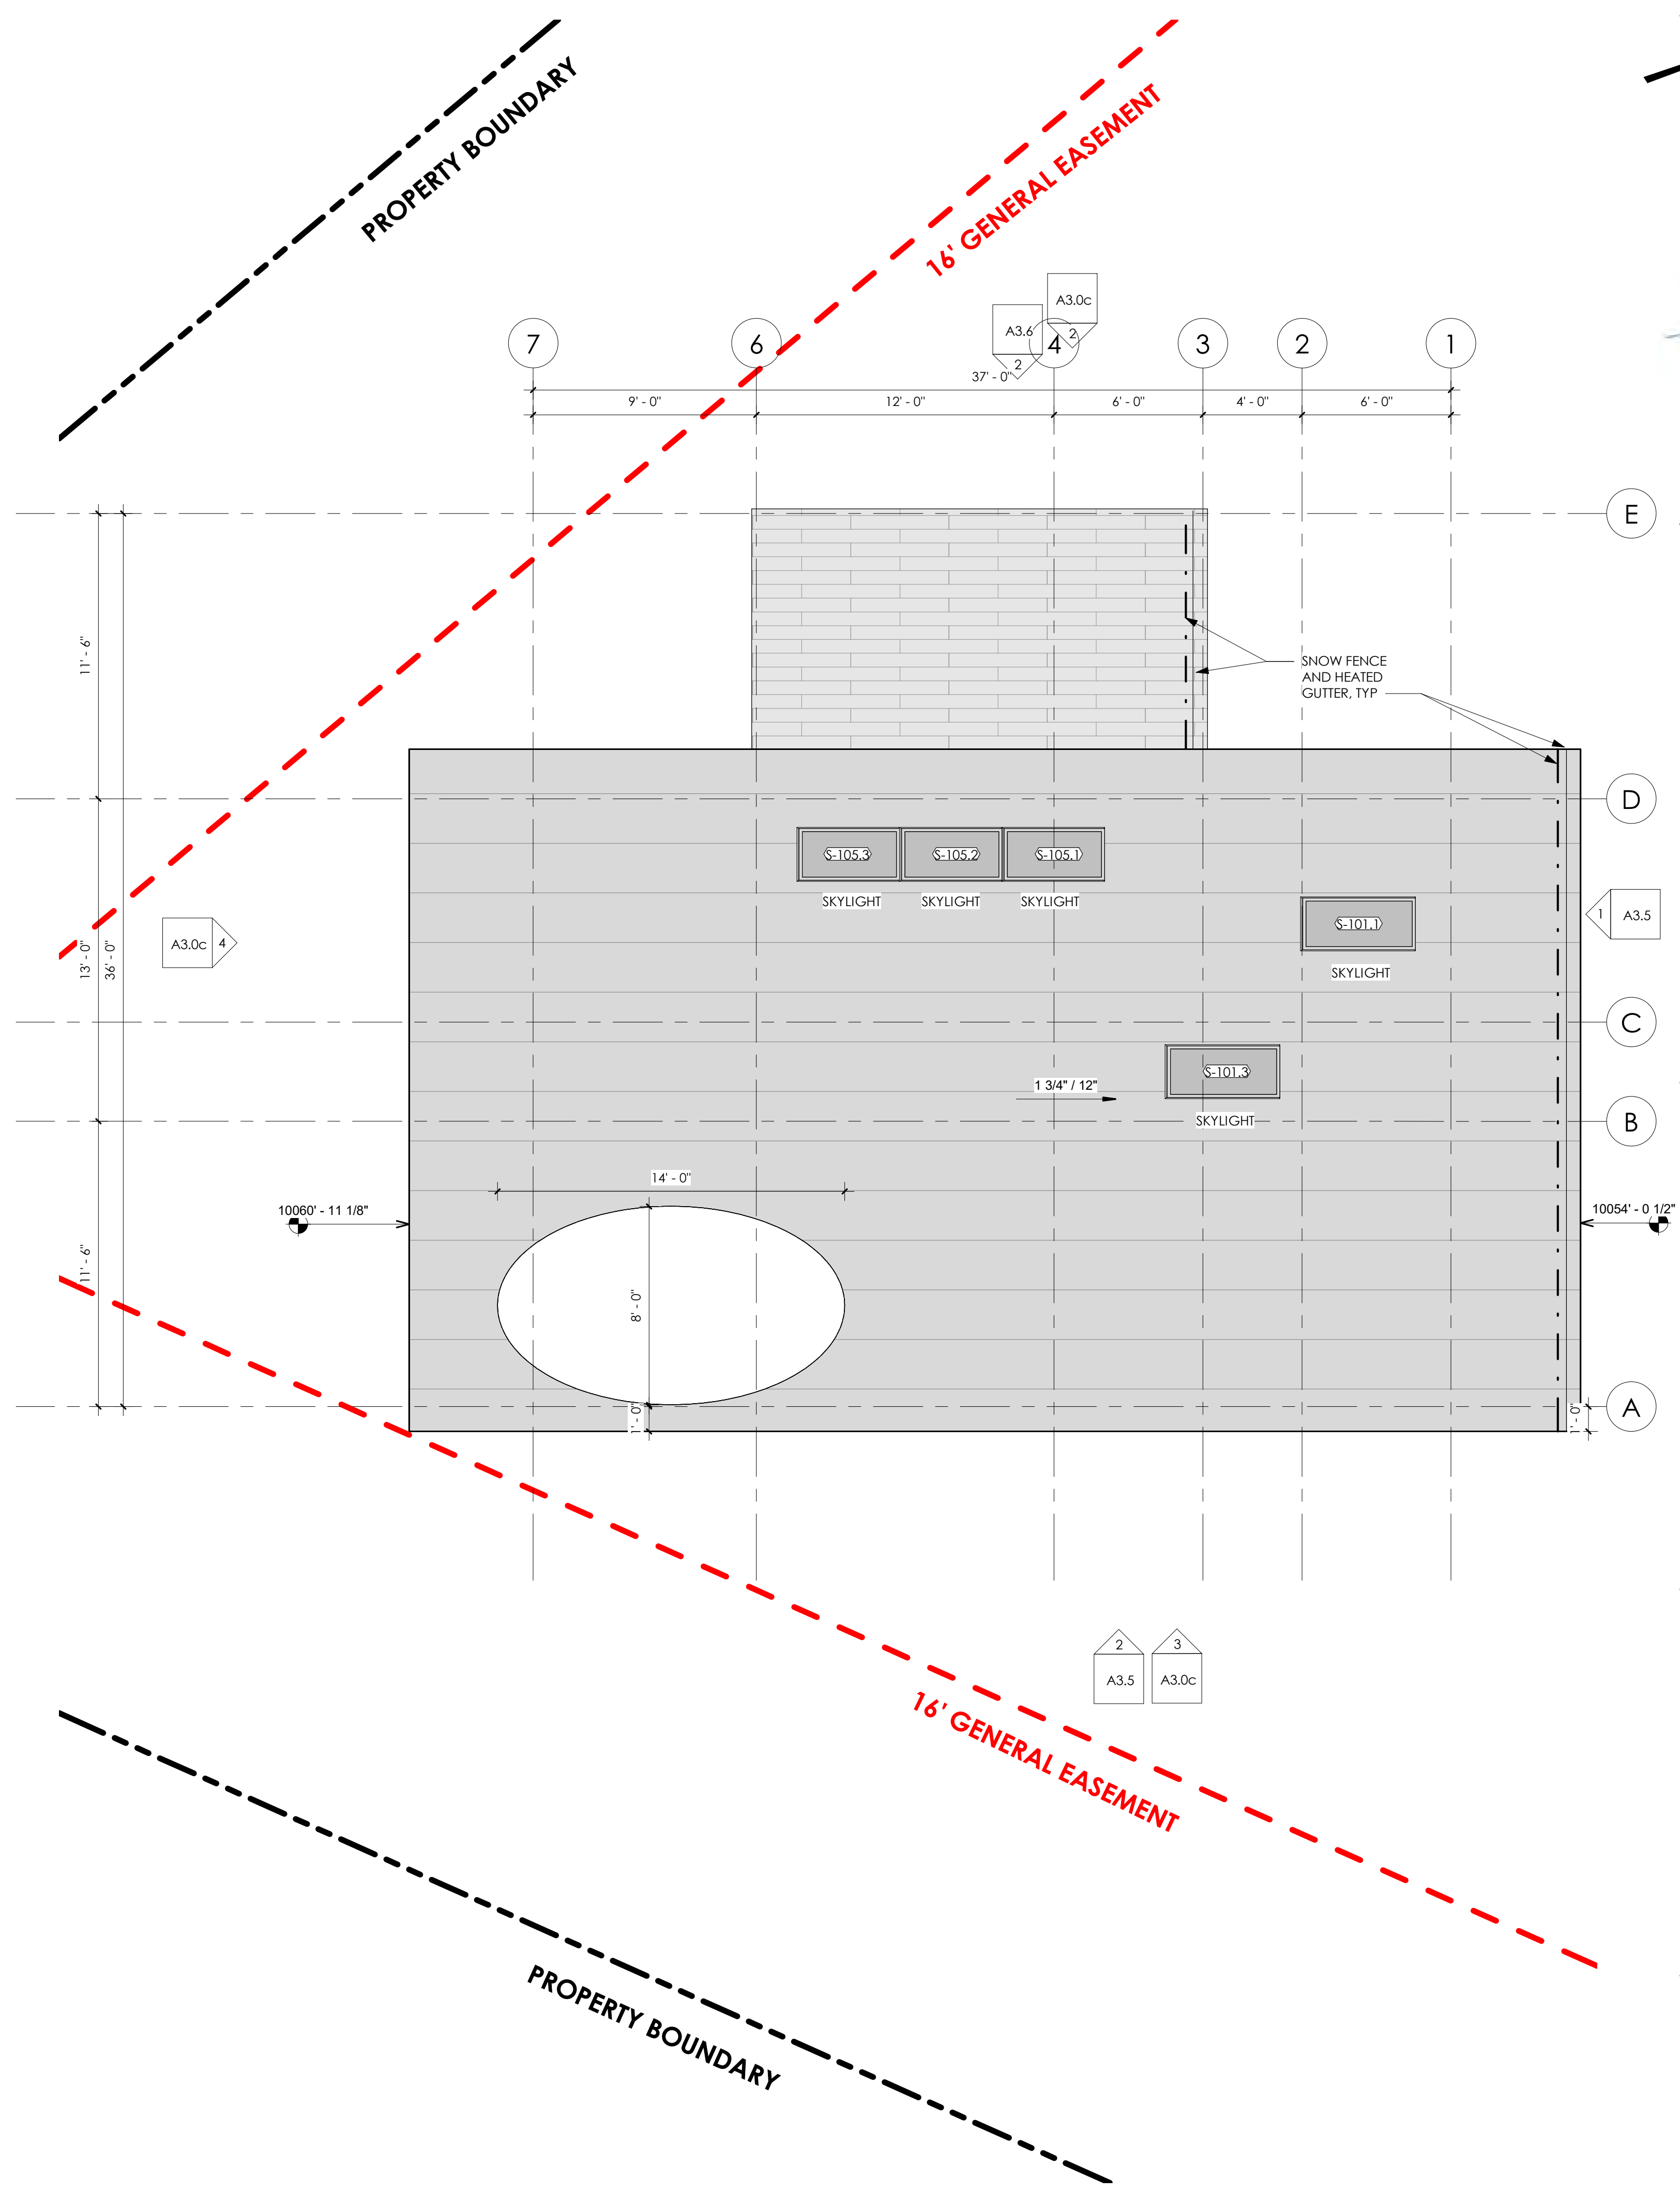 PROPERTY BOUNDARY
16' GENERAL EASEMENT
A3.0c
2
A3.6
2
7
6
4
3
2
1
37' - 0"
9' - 0"
12' - 0"
6' - 0"
4' - 0"
6' - 0"
E
11' - 6"
SNOW FENCE
AND HEATED
GUTTER, TYP
D
S-105.3
S-105.2
S-105.1
SKYLIGHT
SKYLIGHT
SKYLIGHT
S-101.1
SKYLIGHT
1
A3.5
A3.0c
4
13' - 0"
36' - 0"
C
S-101.3
SKYLIGHT
1 3/4" / 12"
B
14' - 0"
10060' - 11 1/8"
10054' - 0 1/2"
11' - 6"
8' - 0"
1' - 0"
1' - 0"
A
2
A3.5
3
A3.0c
16' GENERAL EASEMENT
PROPERTY BOUNDARY